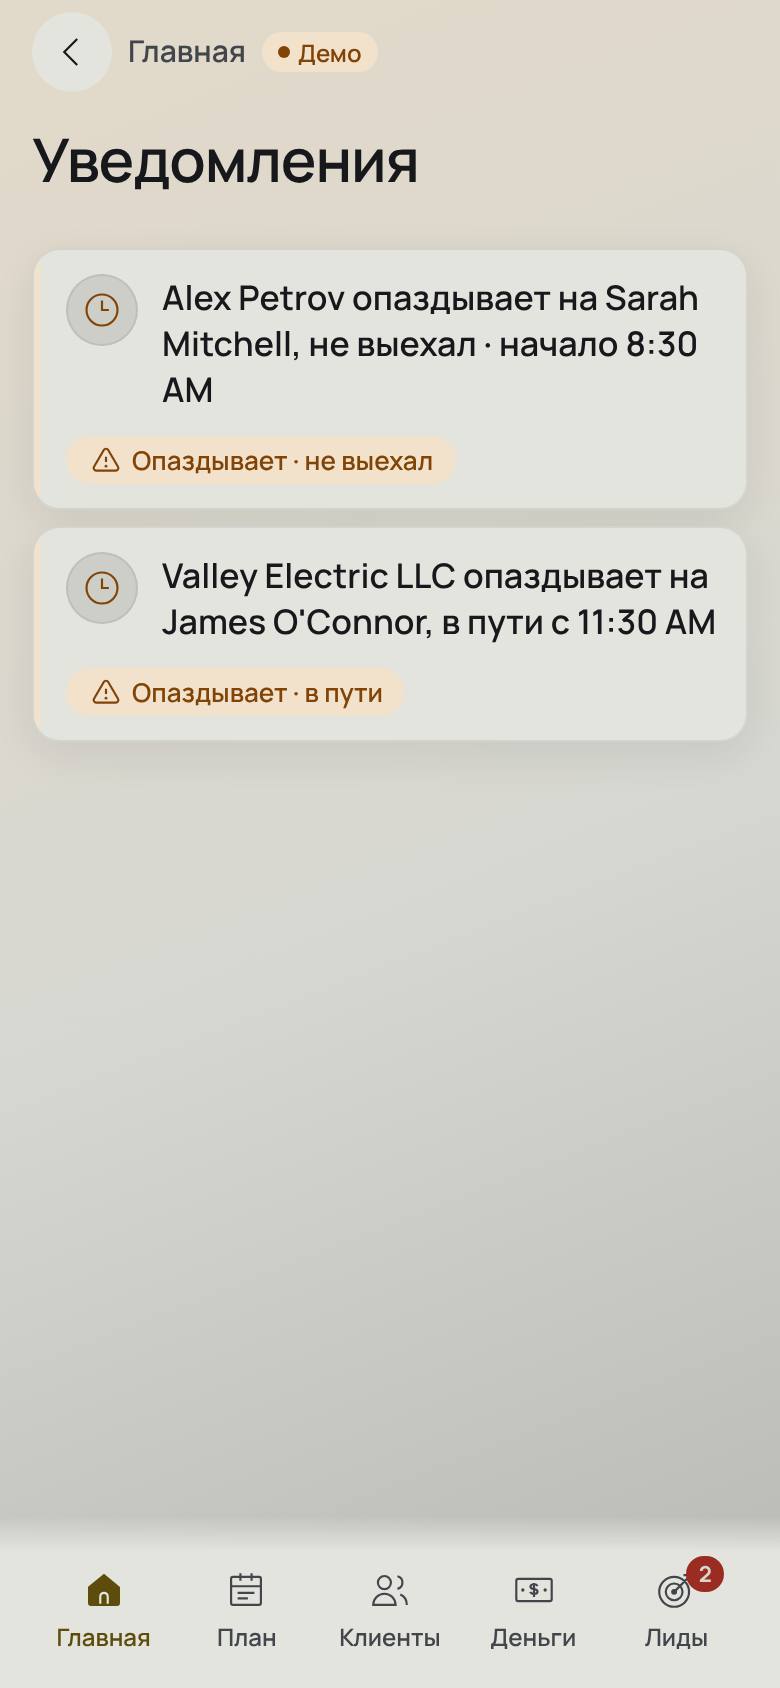 Главная
Демо
Уведомления
Alex Petrov опаздывает на Sarah
Mitchell, не выехал · начало 8:30
AM
Опаздывает · не выехал
Valley Electric LLC опаздывает на
James O'Connor, в пути с 11:30 AM
Опаздывает · в пути
2
Главная
План
Клиенты
Деньги
Лиды